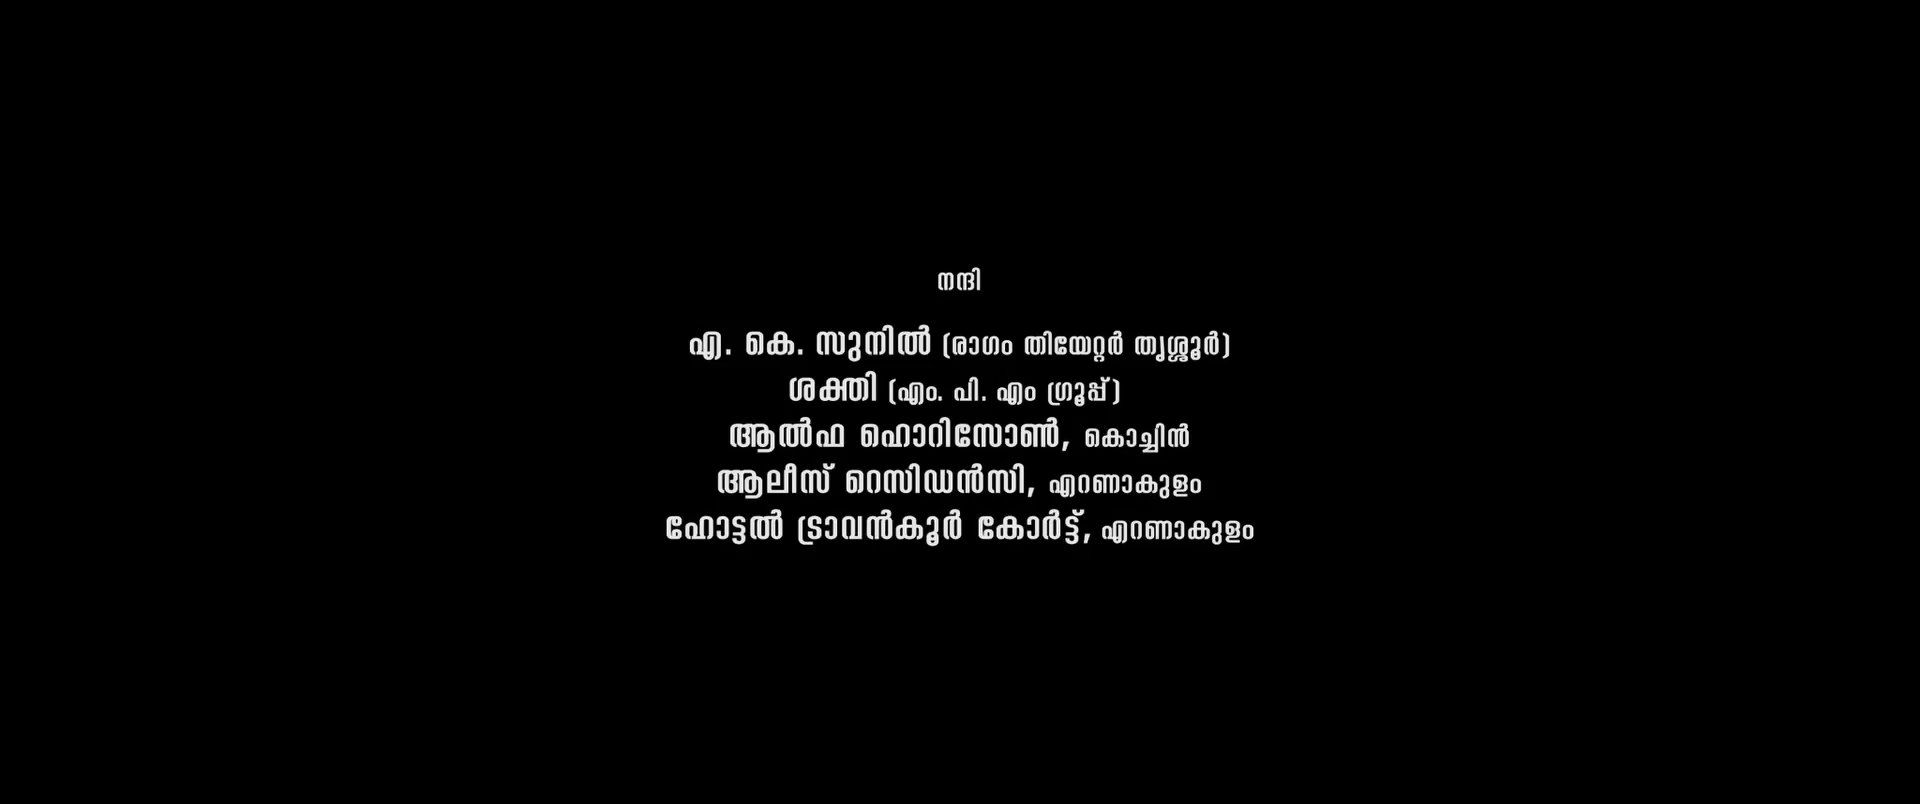 നന്ദി
എ. കെ. സുനിൽ (രാഗം തിയേറ്റർ തൃശ്ശൂർ)
ശക്തി (എം. പി. എം ഗ്രൂപ്പ്)
ആൽഫ ഹൊറിസോൺ, കൊച്ചിൻ
ആലീസ് റെസിഡൻസി, എറണാകുളം
ഹോട്ടൽ ട്രാവൻകൂർ കോർട്ട്, എറണാകുളം